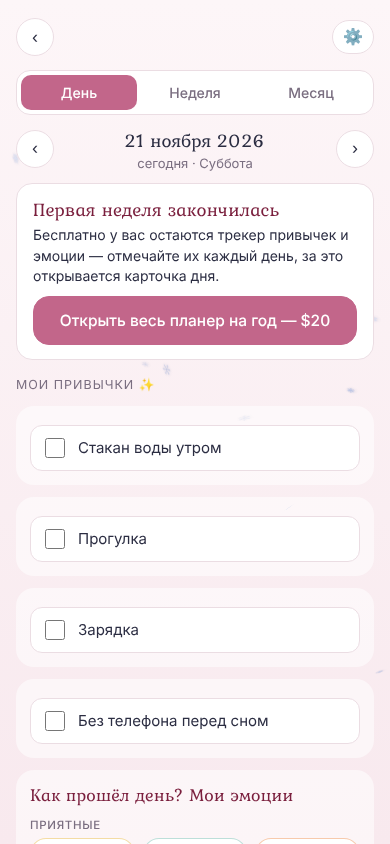 День
Неделя
Месяц
21 ноября 2026
сегодня · Суббота
Первая неделя закончилась
Бесплатно у вас остаются трекер привычек и
эмоции — отмечайте их каждый день, за это
открывается карточка дня.
Открыть весь планер на год — $20
МОИ ПРИВЫЧКИ ✨
Стакан воды утром
Прогулка
Зарядка
Без телефона перед сном
Как прошёл день? Мои эмоции
ПРИЯТНЫЕ